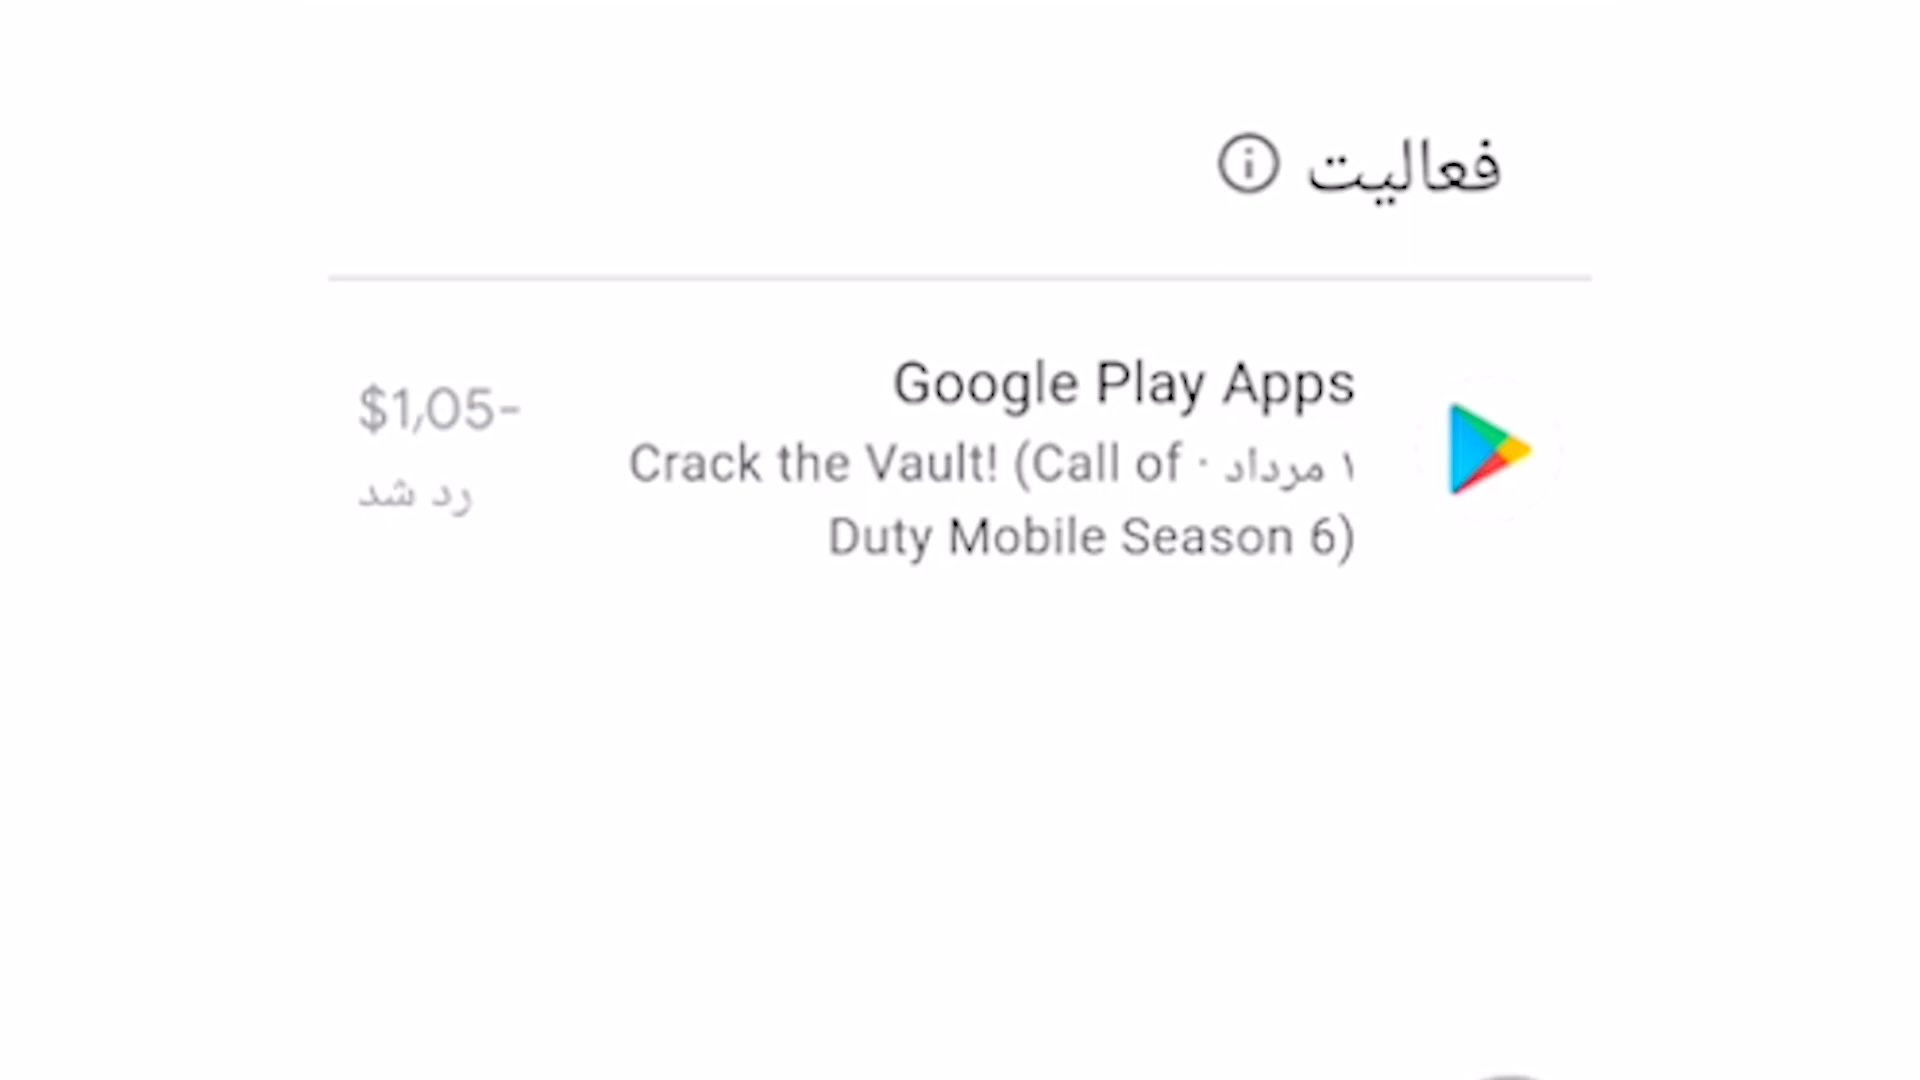 فعالیت
Google Play Apps
۱ مرداد · Crack the Vault! (Call of
Duty Mobile Season 6)
$1,05-
رد شد